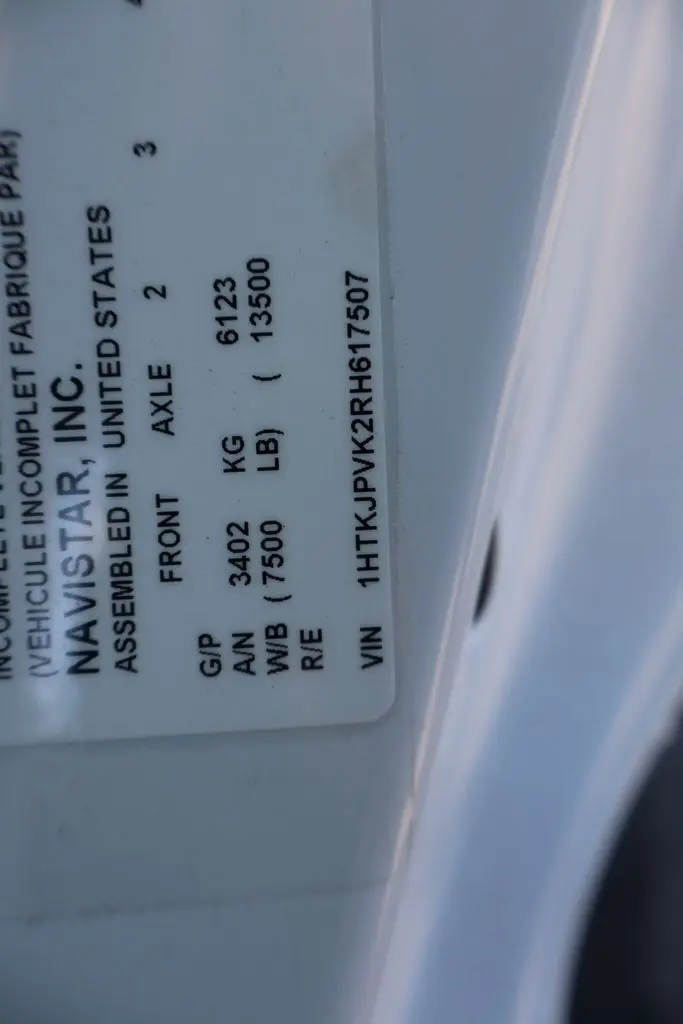 (VEHICULE INCOMPLET FABRIQUE PAR)
NAVISTAR, INC.
ASSEMBLED IN UNITED STATES
FRONT AXLE 2 3
G/P
A/N 3402 KG 6123
W/B ( 7500 LB) ( 13500
R/E
VIN 1HTKJPVK2RH617507